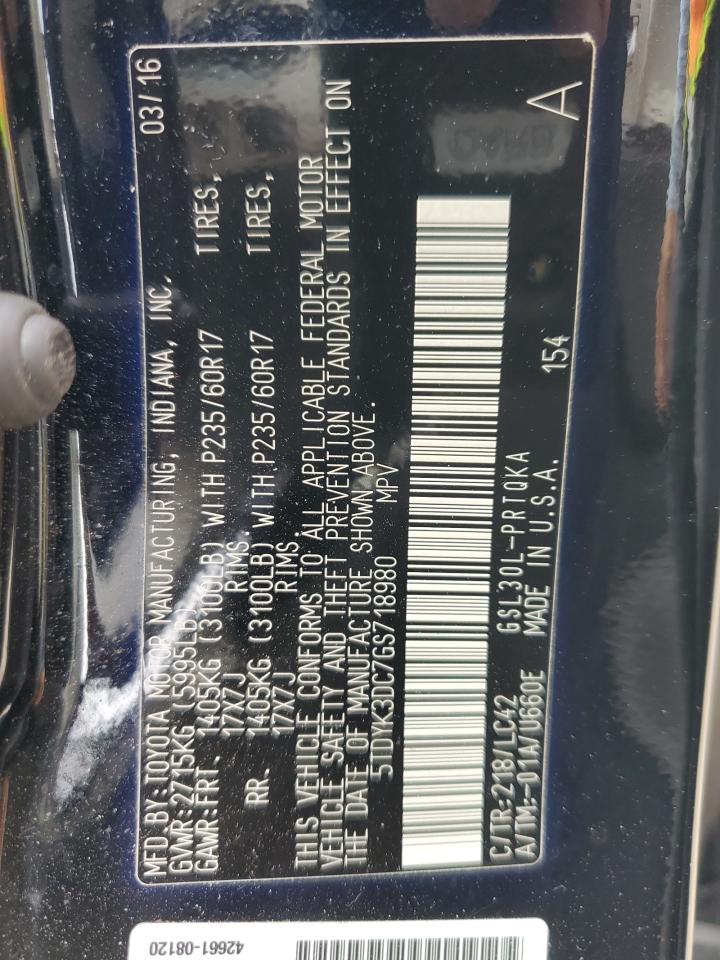 MFD.BY:TOYOTA MOTOR MANUFACTURING, INDIANA, INC. 03/16
GVWR:2715KG (5995LB)
GAWR:FRT. 1405KG (3100LB) WITH P235/60R17 TIRES,
17X7J RIMS
RR. 1405KG (3100LB) WITH P235/60R17 TIRES,
17X7J RIMS
THIS VEHICLE CONFORMS TO ALL APPLICABLE FEDERAL MOTOR
VEHICLE SAFETY AND THEFT PREVENTION STANDARDS IN EFFECT ON
THE DATE OF MANUFACTURE SHOWN ABOVE.
5TDYK3DC7GS718980 MPV
C/TR:218/LC42 GSL30L-PRTQKA 154
A/TM:-01A/U660E MADE IN U.S.A.
A
42661-08120